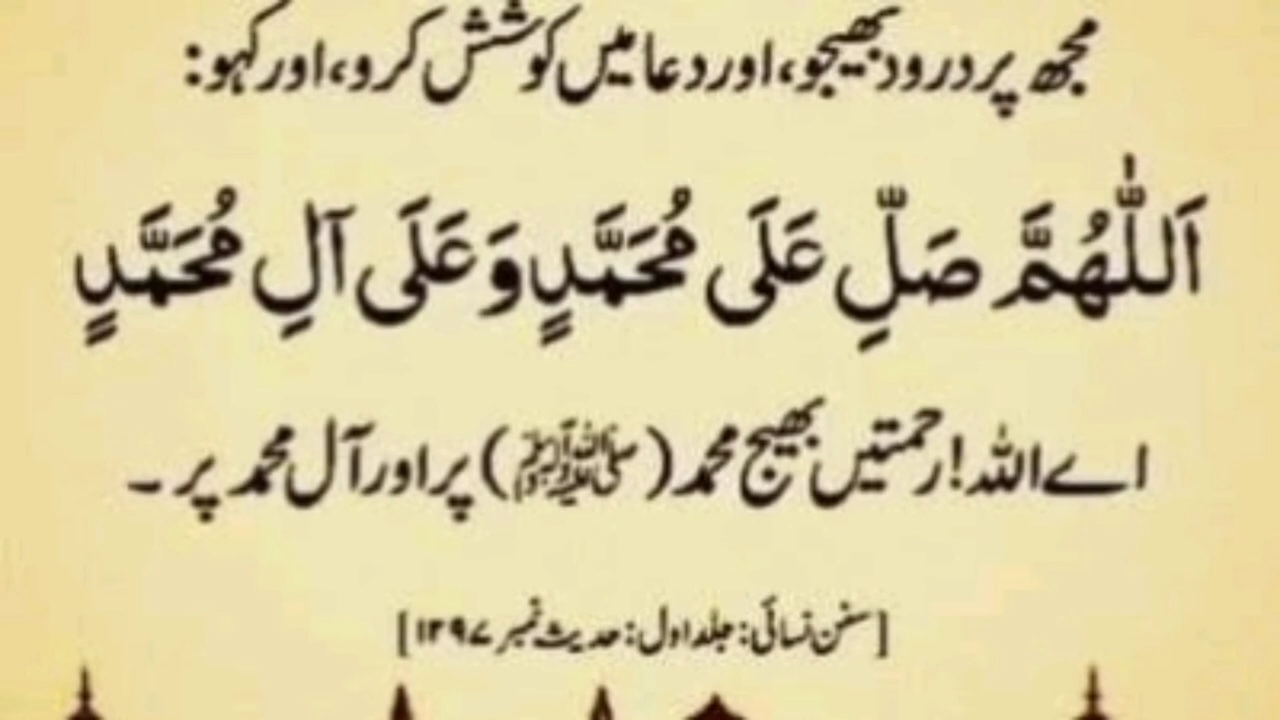 مجھ پر درود بھیجو، اور دعا میں کوشش کرو، اور کہو:
اَللّٰهُمَّ صَلِّ عَلَى مُحَمَّدٍ وَعَلَى آلِ مُحَمَّدٍ
اے اللہ! رحمتیں بھیج محمد (ﷺ) پر اور آل محمد پر ۔
[سنن نسائی: جلد اول: حدیث نمبر ۱۲۹۷]